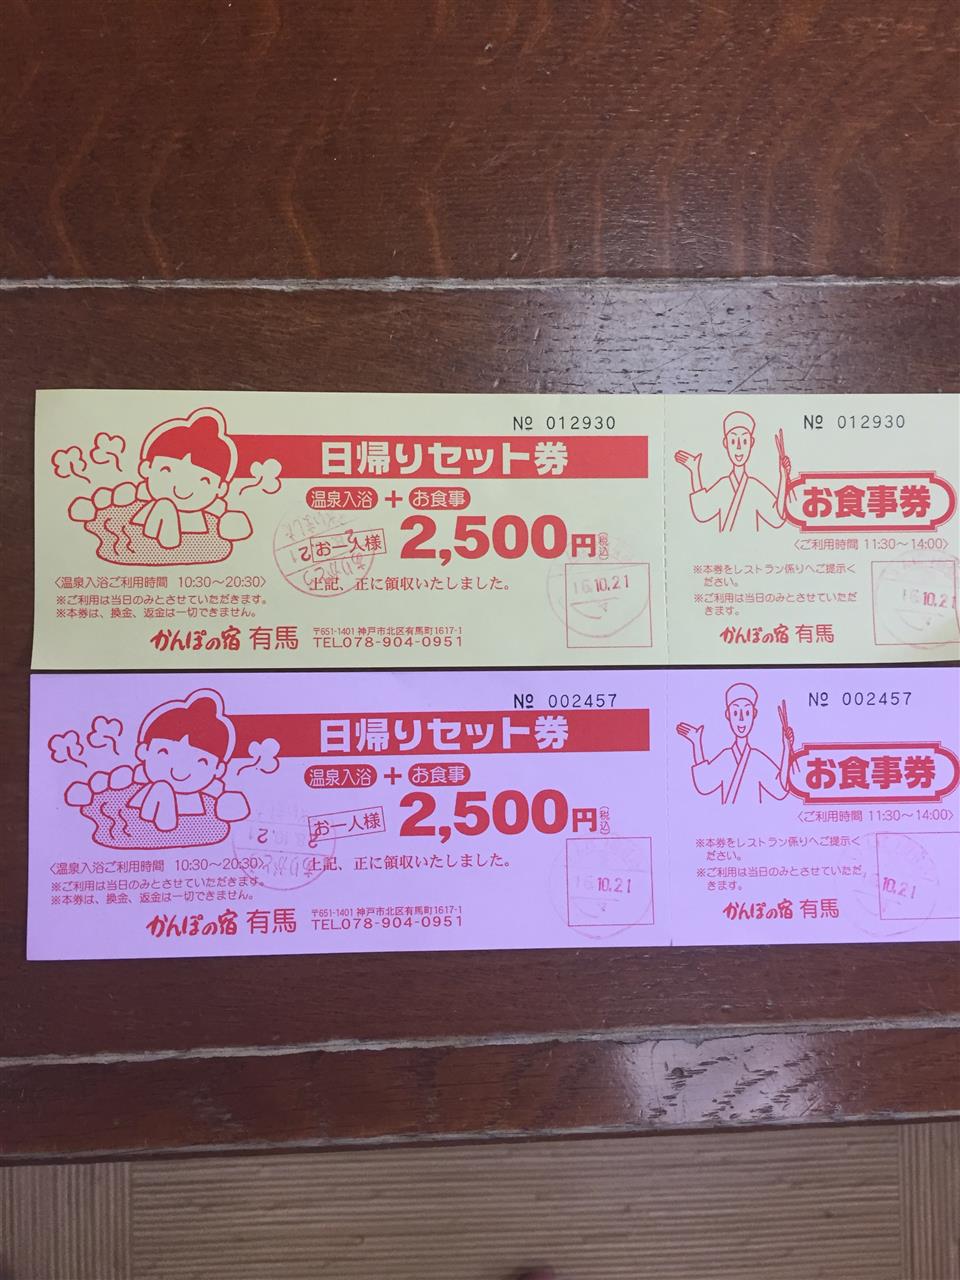 № 012930
日帰りセット券
温泉入浴 + お食事
お一人様 2,500円(税込)
上記、正に領収いたしました。
<温泉入浴ご利用時間 10:30~20:30>
※ご利用は当日のみとさせていただきます。
※本券は、換金、返金は一切できません。
かんぽの宿 有馬
〒651-1401 神戸市北区有馬町1617-1
TEL.078-904-0951
16.10.21
№ 012930
お食事券
<ご利用時間 11:30~14:00>
※本券をレストラン係りへご提示く
ださい。
※ご利用は当日のみとさせていただ
きます。
かんぽの宿 有馬
16.10.21
№ 002457
日帰りセット券
温泉入浴 + お食事
お一人様 2,500円(税込)
上記、正に領収いたしました。
<温泉入浴ご利用時間 10:30~20:30>
※ご利用は当日のみとさせていただきます。
※本券は、換金、返金は一切できません。
かんぽの宿 有馬
〒651-1401 神戸市北区有馬町1617-1
TEL.078-904-0951
16.10.21
№ 002457
お食事券
<ご利用時間 11:30~14:00>
※本券をレストラン係りへご提示く
ださい。
※ご利用は当日のみとさせていただ
きます。
かんぽの宿 有馬
10.21